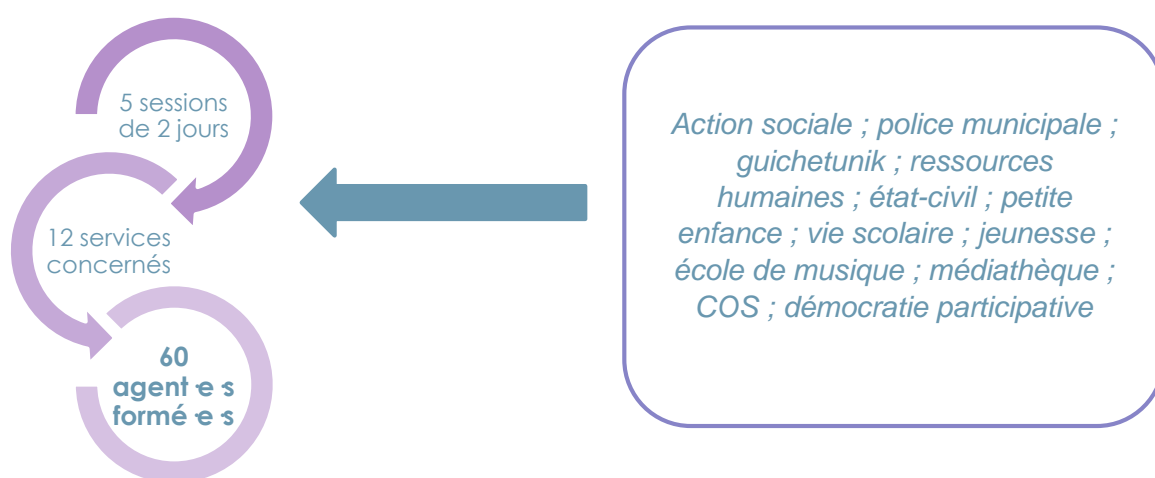 5 sessions
de 2 jours
12 services
concernés
60
agent·e·s
formé·e·s
Action sociale ; police municipale ;
guichetunik ; ressources
humaines ; état-civil ; petite
enfance ; vie scolaire ; jeunesse ;
école de musique ; médiathèque ;
COS ; démocratie participative